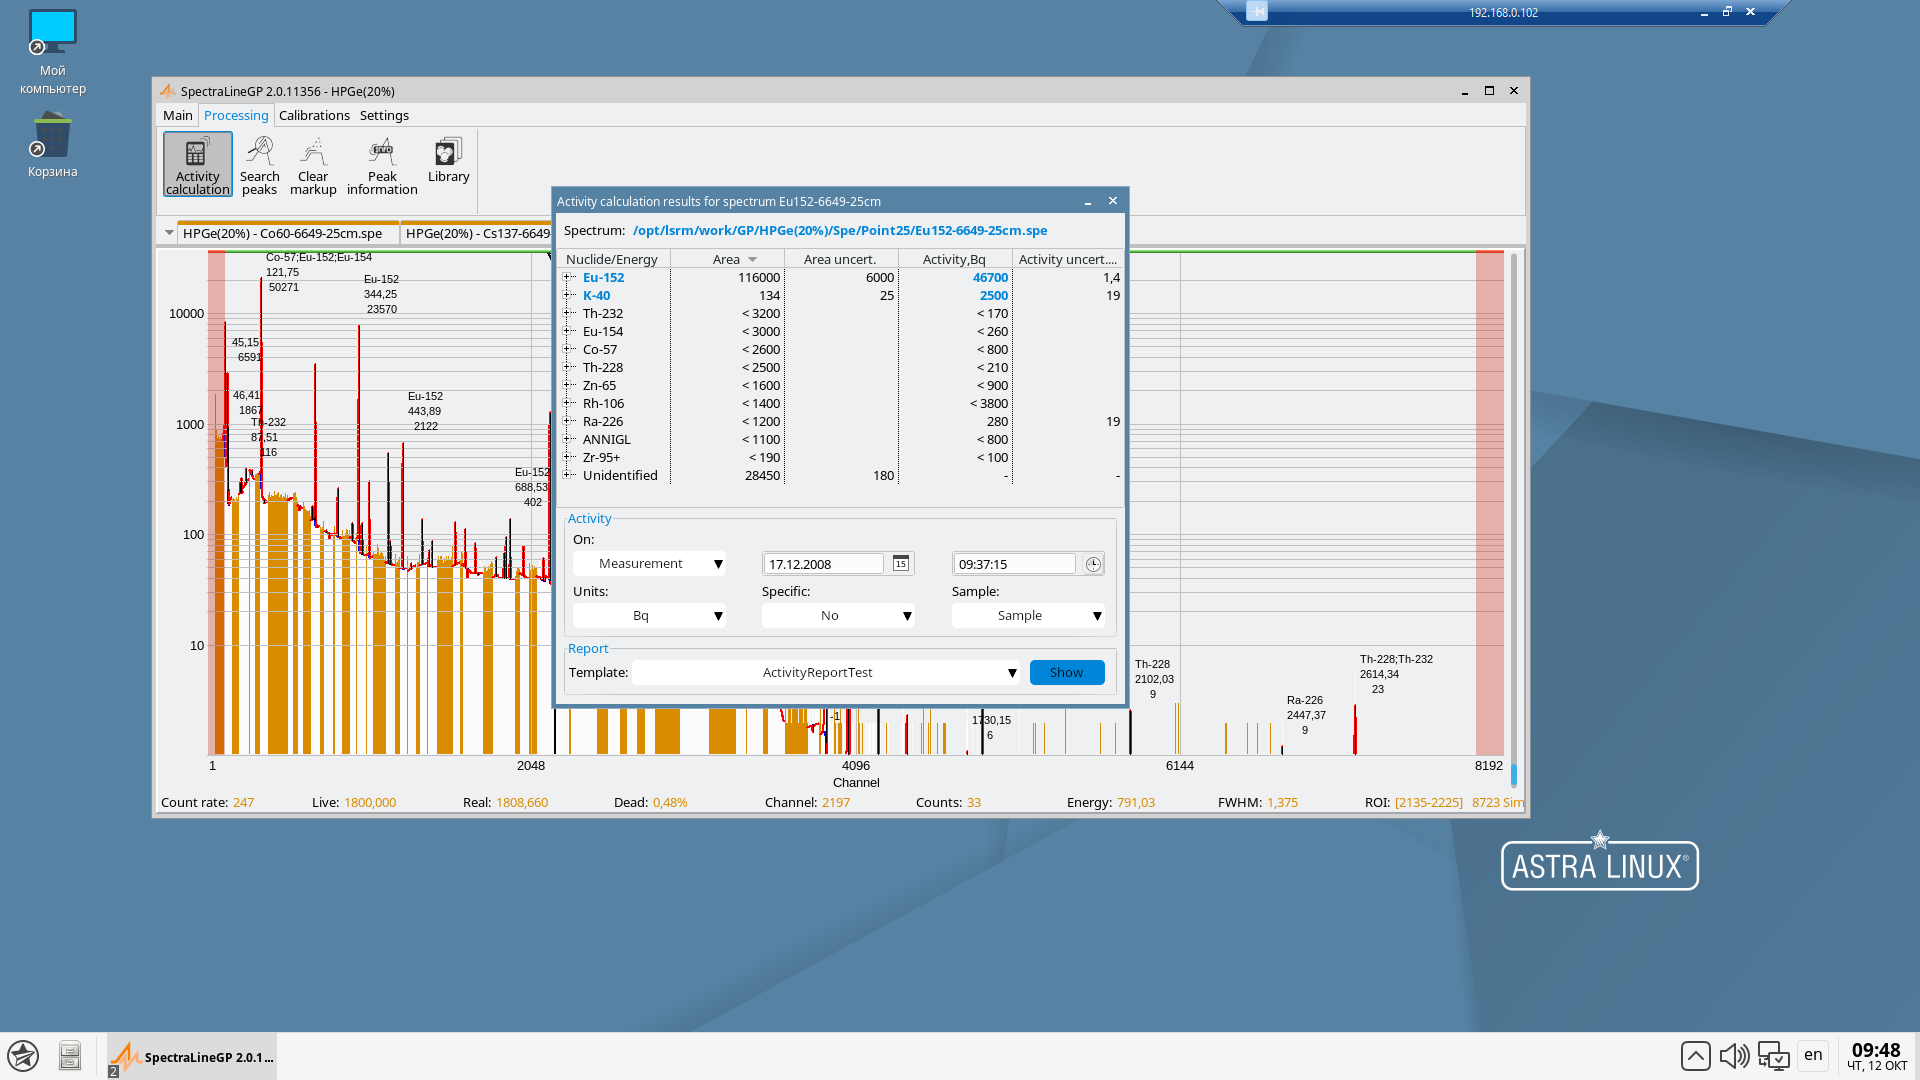 192.168.0.102
Мой
компьютер
Корзина
SpectraLineGP 2.0.11356 - HPGe(20%)
Main Processing Calibrations Settings
Activity
calculation
Search
peaks
Clear
markup
Peak
information
Library
HPGe(20%) - Co60-6649-25cm.spe
HPGe(20%) - Cs137-6649
Activity calculation results for spectrum Eu152-6649-25cm
Spectrum: /opt/lsrm/work/GP/HPGe(20%)/Spe/Point25/Eu152-6649-25cm.spe
Nuclide/Energy Area Area uncert. Activity,Bq Activity uncert....
Eu-152 116000 6000 46700 1,4
K-40 134 25 2500 19
Th-232 < 3200 < 170
Eu-154 < 3000 < 260
Co-57 < 2600 < 800
Th-228 < 2500 < 210
Zn-65 < 1600 < 900
Rh-106 < 1400 < 3800
Ra-226 < 1200 280 19
ANNIGL < 1100 < 800
Zr-95+ < 190 < 100
Unidentified 28450 180 - -
Activity
On:
Measurement 17.12.2008 15 09:37:15
Units: Specific: Sample:
Bq No Sample
Report
Template: ActivityReportTest Show
Co-57;Eu-152;Eu-154
121,75
50271
Eu-152
344,25
23570
45,15
6591
46,41
1867
Th-232
87,51
116
Eu-152
443,89
2122
Eu-152
688,53
402
-1
1730,15
6
Th-228
2102,03
9
Ra-226
2447,37
9
Th-228;Th-232
2614,34
23
10000
1000
100
10
1 2048 4096 6144 8192
Channel
Count rate: 247 Live: 1800,000 Real: 1808,660 Dead: 0,48% Channel: 2197 Counts: 33 Energy: 791,03 FWHM: 1,375 ROI: [2135-2225] 8723 Sim
ASTRA LINUX®
2
SpectraLineGP 2.0.1...
en
09:48
ЧТ, 12 ОКТ